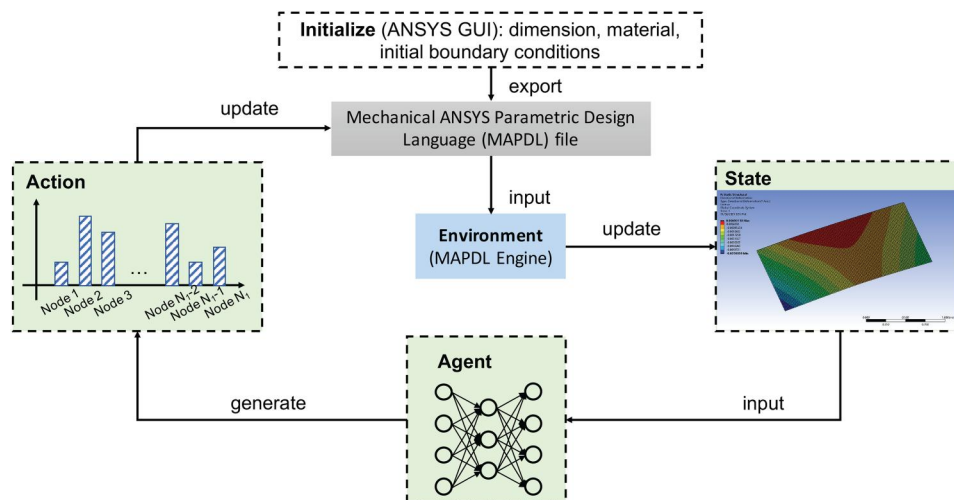 Initialize (ANSYS GUI): dimension, material,
initial boundary conditions
export
update
Mechanical ANSYS Parametric Design
Language (MAPDL) file
Action
input
State
Environment
(MAPDL Engine)
update
...
Node 1
Node 2
Node 3
Node N₁-2
Node N₁-1
Node N₁
Agent
generate
input